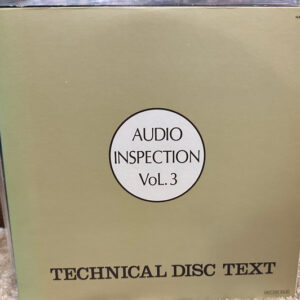 AUDIO
INSPECTION
VoL.3
TECHNICAL DISC TEXT